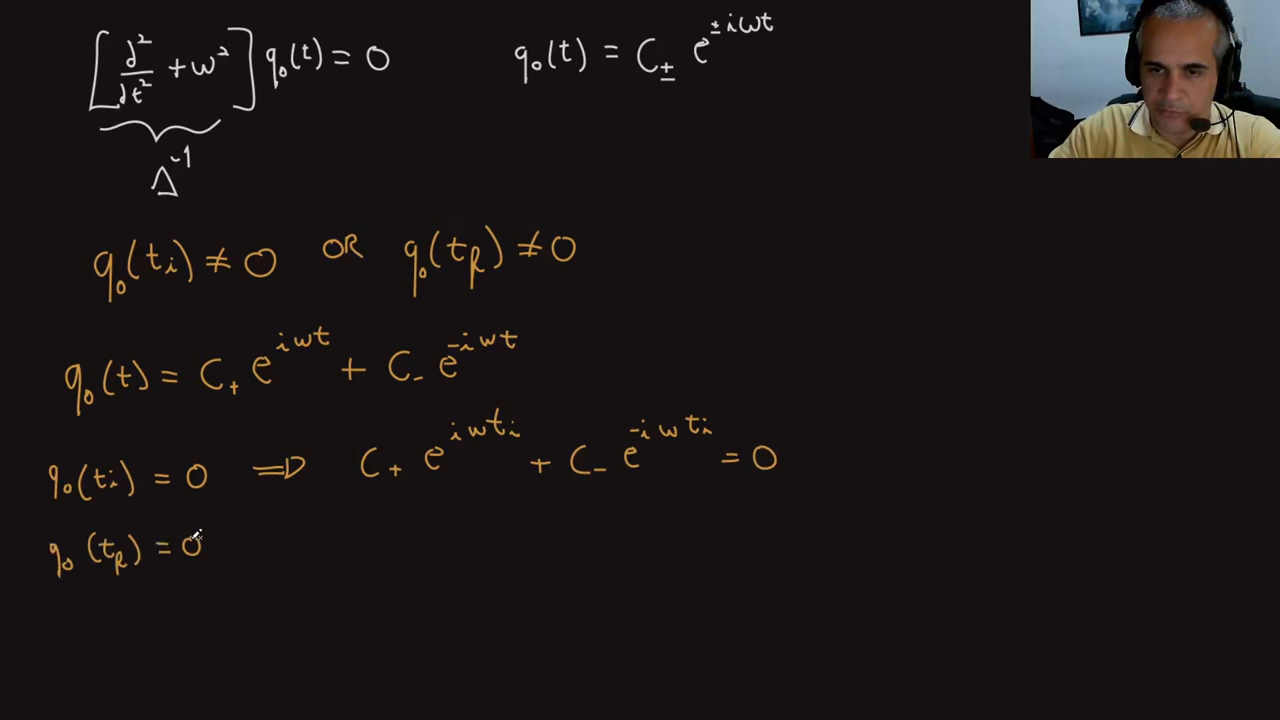 [d²/dt² + ω²] q₀(t) = 0    q₀(t) = C± e^{±iωt}
Δ⁻¹
q₀(tᵢ) ≠ 0 OR q₀(t_f) ≠ 0
q₀(t) = C₊ e^{iωt} + C₋ e^{-iωt}
q₀(tᵢ) = 0 ⇒ C₊ e^{iωtᵢ} + C₋ e^{-iωtᵢ} = 0
q₀(t_f) = 0